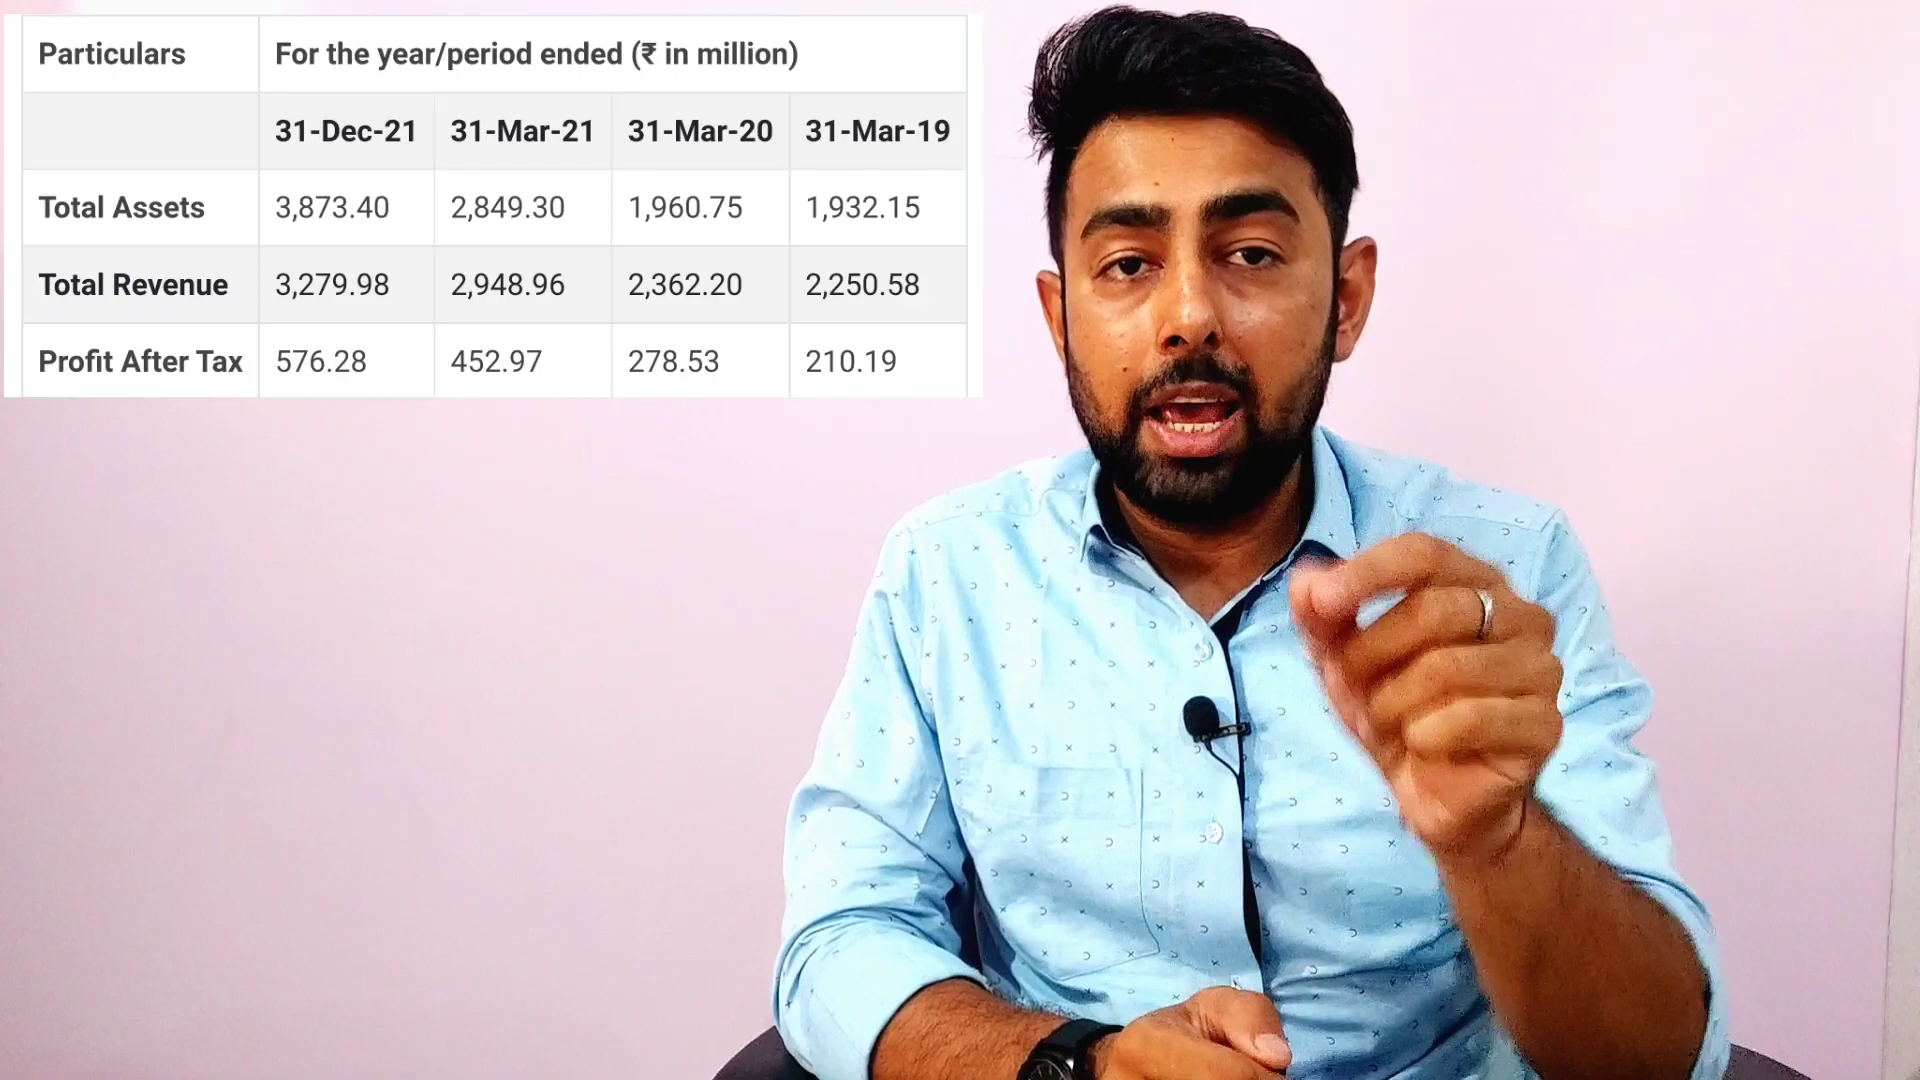 Particulars For the year/period ended (₹ in million)
31-Dec-21 31-Mar-21 31-Mar-20 31-Mar-19
Total Assets 3,873.40 2,849.30 1,960.75 1,932.15
Total Revenue 3,279.98 2,948.96 2,362.20 2,250.58
Profit After Tax 576.28 452.97 278.53 210.19